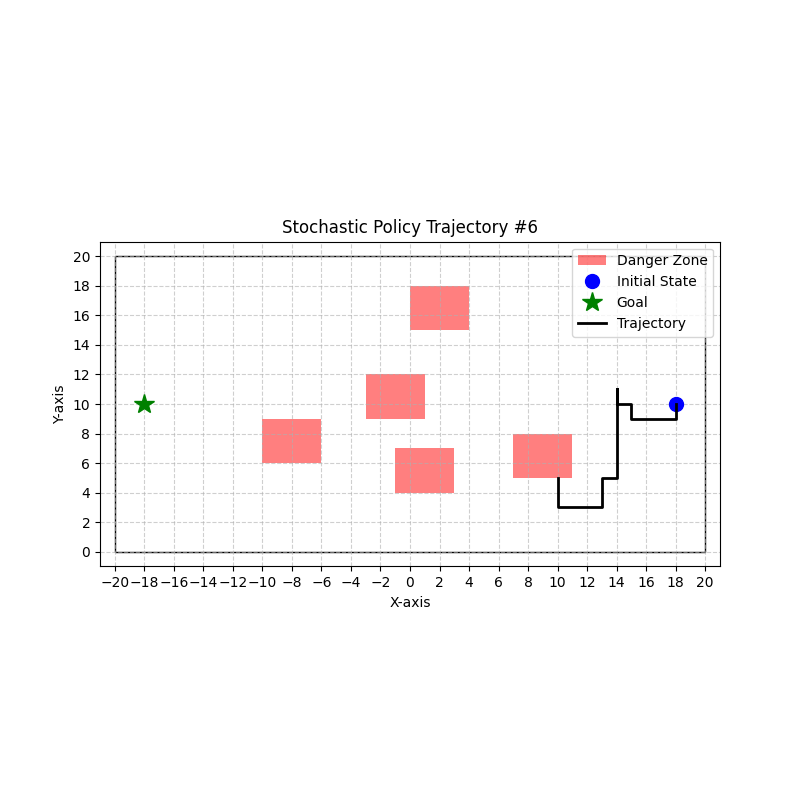 Stochastic Policy Trajectory #6
Danger Zone
Initial State
Goal
Trajectory
Y-axis
20
18
16
14
12
10
8
6
4
2
0
−20 −18 −16 −14 −12 −10 −8 −6 −4 −2 0 2 4 6 8 10 12 14 16 18 20
X-axis